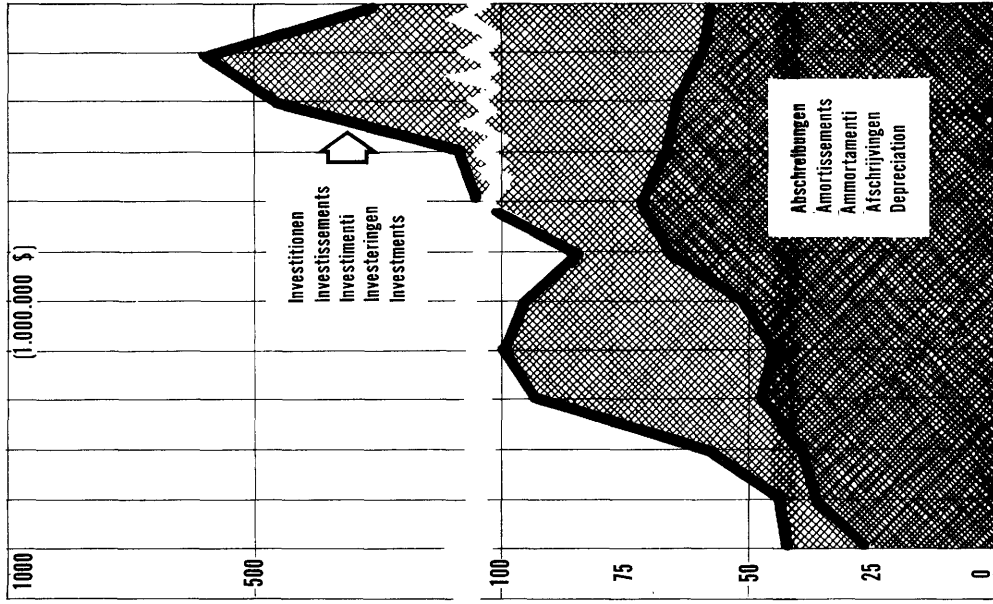 (1.000.000 $)
1000
500
100
75
50
25
0
Investitionen
Investissements
Investimenti
Investeringen
Investments
Abschreibungen
Amortissements
Ammortamenti
Afschrijvingen
Depreciation